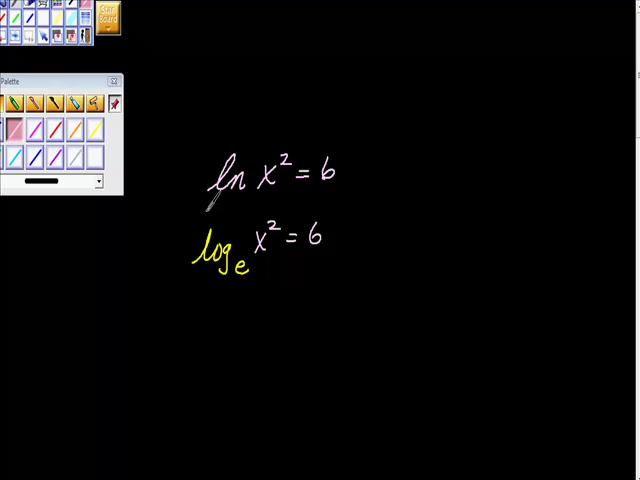 Star
Board
Palette
ln x² = 6
logₑ x² = 6